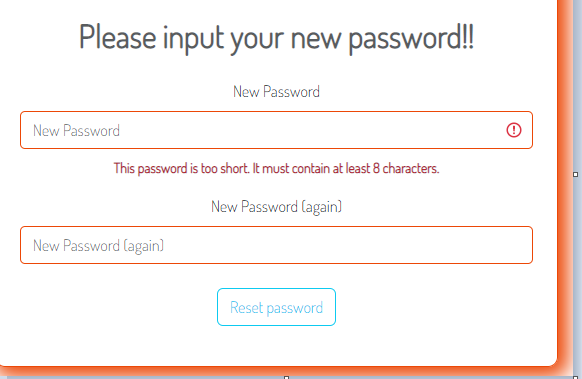 Please input your new password!!
New Password
New Password
This password is too short. It must contain at least 8 characters.
New Password (again)
New Password (again)
Reset password